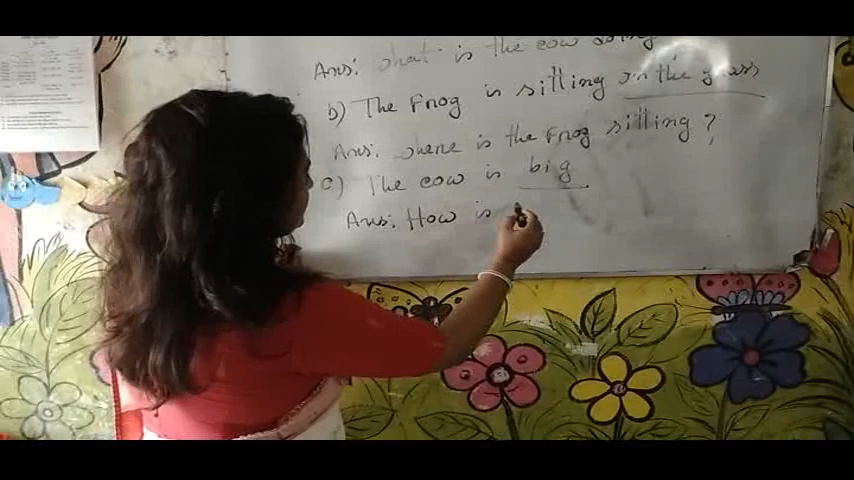 Ans: what is the cow doing
b) The Frog is sitting on the grass
Ans: where is the Frog sitting?
c) The cow is big
Ans: How is